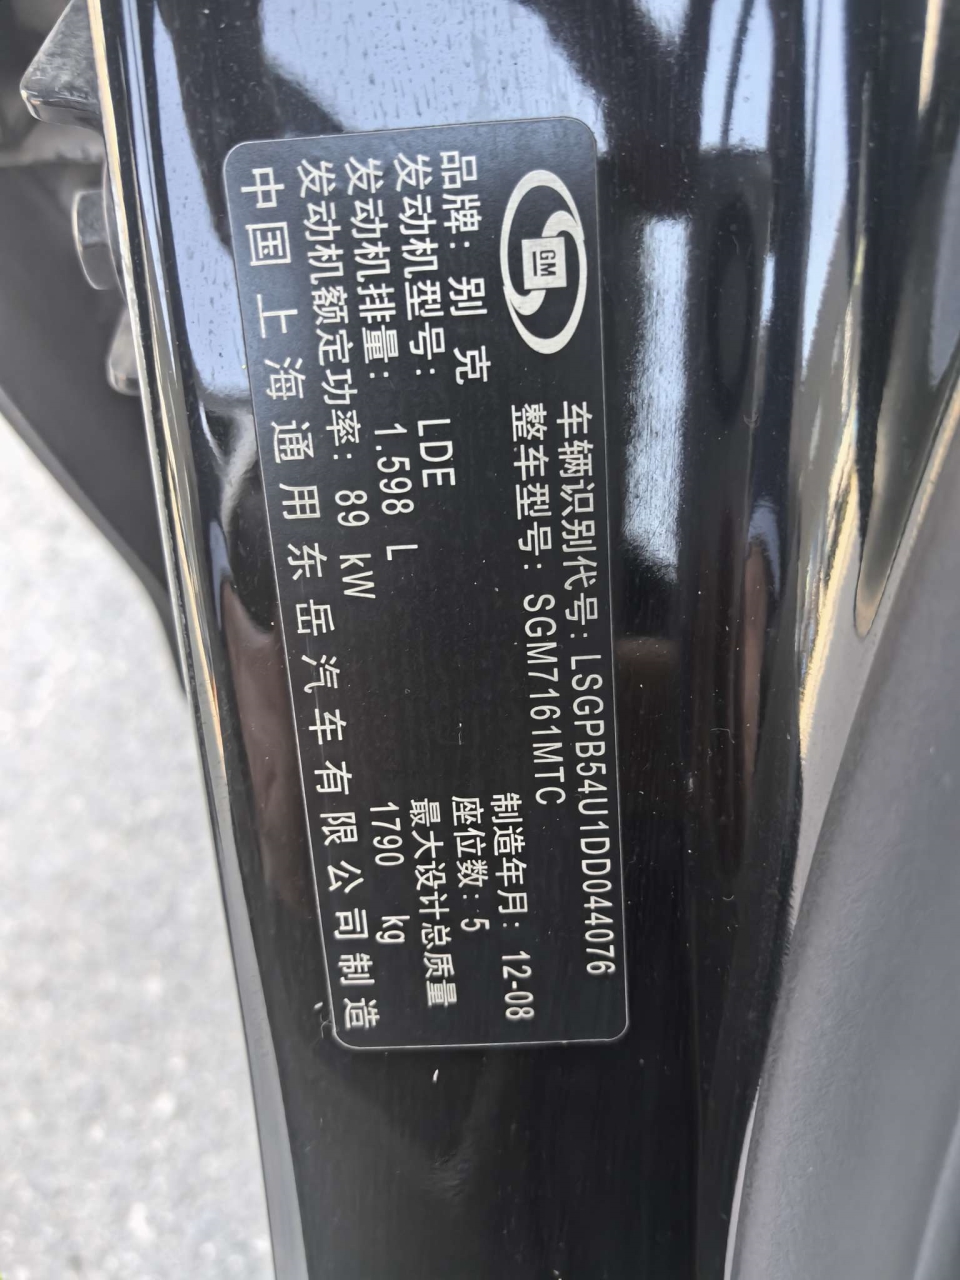 GM
车辆识别代号: LSGPB54U1DD044076
整车型号: SGM7161MTC
品牌: 别 克
制造年月: 12-08
发动机型号: LDE
座位数: 5
发动机排量: 1.598 L
最大设计总质量
发动机额定功率: 89 kW
1790 kg
中国上海通用东岳汽车有限公司制造